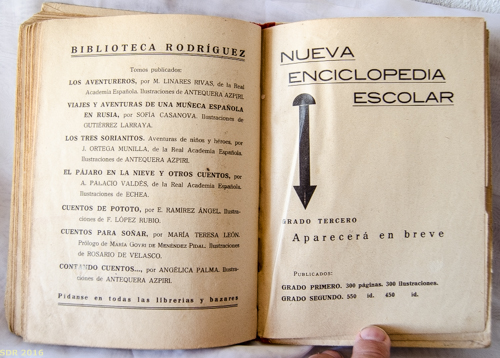 BIBLIOTECA RODRÍGUEZ
Tomos publicados:
LOS AVENTUREROS, por M. LINARES RIVAS, de la Real
Academia Española. Ilustraciones de ANTEQUERA AZPIRI.
VIAJES Y AVENTURAS DE UNA MUÑECA ESPAÑOLA
EN RUSIA, por SOFÍA CASANOVA. Ilustraciones de
GUTIÉRREZ LARRAYA.
LOS TRES SORIANITOS. Aventuras de niños y héroes, por
J. ORTEGA MUNILLA, de la Real Academia Española.
Ilustraciones de ANTEQUERA AZPIRI.
EL PÁJARO EN LA NIEVE Y OTROS CUENTOS, por
A. PALACIO VALDÉS, de la Real Academia Española.
Ilustraciones de ECHEA.
CUENTOS DE POTOTO, por E. RAMÍREZ ÁNGEL. Ilustra-
ciones de F. LÓPEZ RUBIO.
CUENTOS PARA SOÑAR, por MARÍA TERESA LEÓN.
Prólogo de MARÍA GOYRI DE MENÉNDEZ PIDAL. Ilustraciones
de ROSARIO DE VELASCO.
CONTANDO CUENTOS..., por ANGÉLICA PALMA. Ilustra-
ciones de ANTEQUERA AZPIRI.
Pídanse en todas las librerías y bazares
NUEVA
ENCICLOPEDIA
ESCOLAR
GRADO TERCERO
Aparecerá en breve
PUBLICADOS:
GRADO PRIMERO. 300 páginas. 300 ilustraciones.
GRADO SEGUNDO. 550 id. 450 id.
SDR 2016